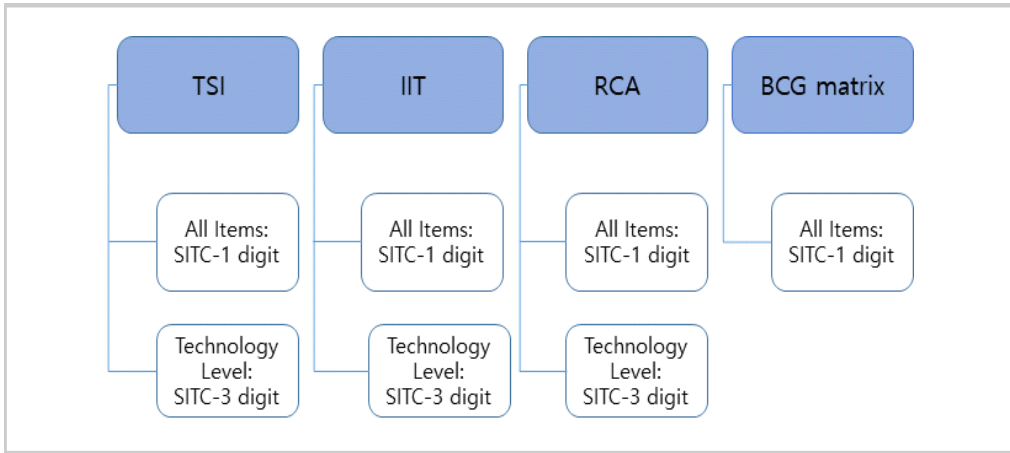 TSI
IIT
RCA
BCG matrix
All Items:
SITC-1 digit
All Items:
SITC-1 digit
All Items:
SITC-1 digit
All Items:
SITC-1 digit
Technology
Level:
SITC-3 digit
Technology
Level:
SITC-3 digit
Technology
Level:
SITC-3 digit